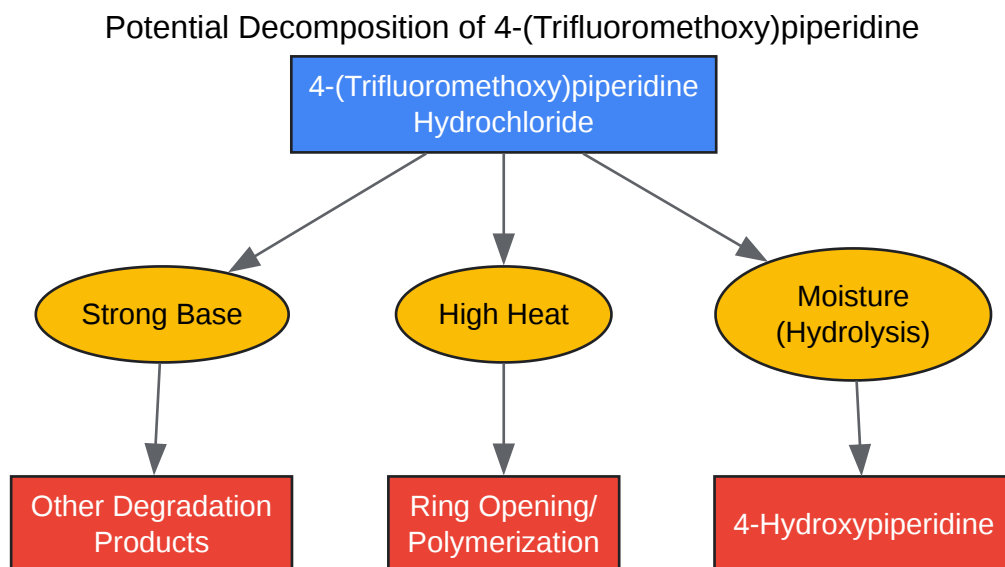 Potential Decomposition of 4-(Trifluoromethoxy)piperidine
4-(Trifluoromethoxy)piperidine
Hydrochloride
Strong Base
High Heat
Moisture
(Hydrolysis)
Other Degradation
Products
Ring Opening/
Polymerization
4-Hydroxypiperidine